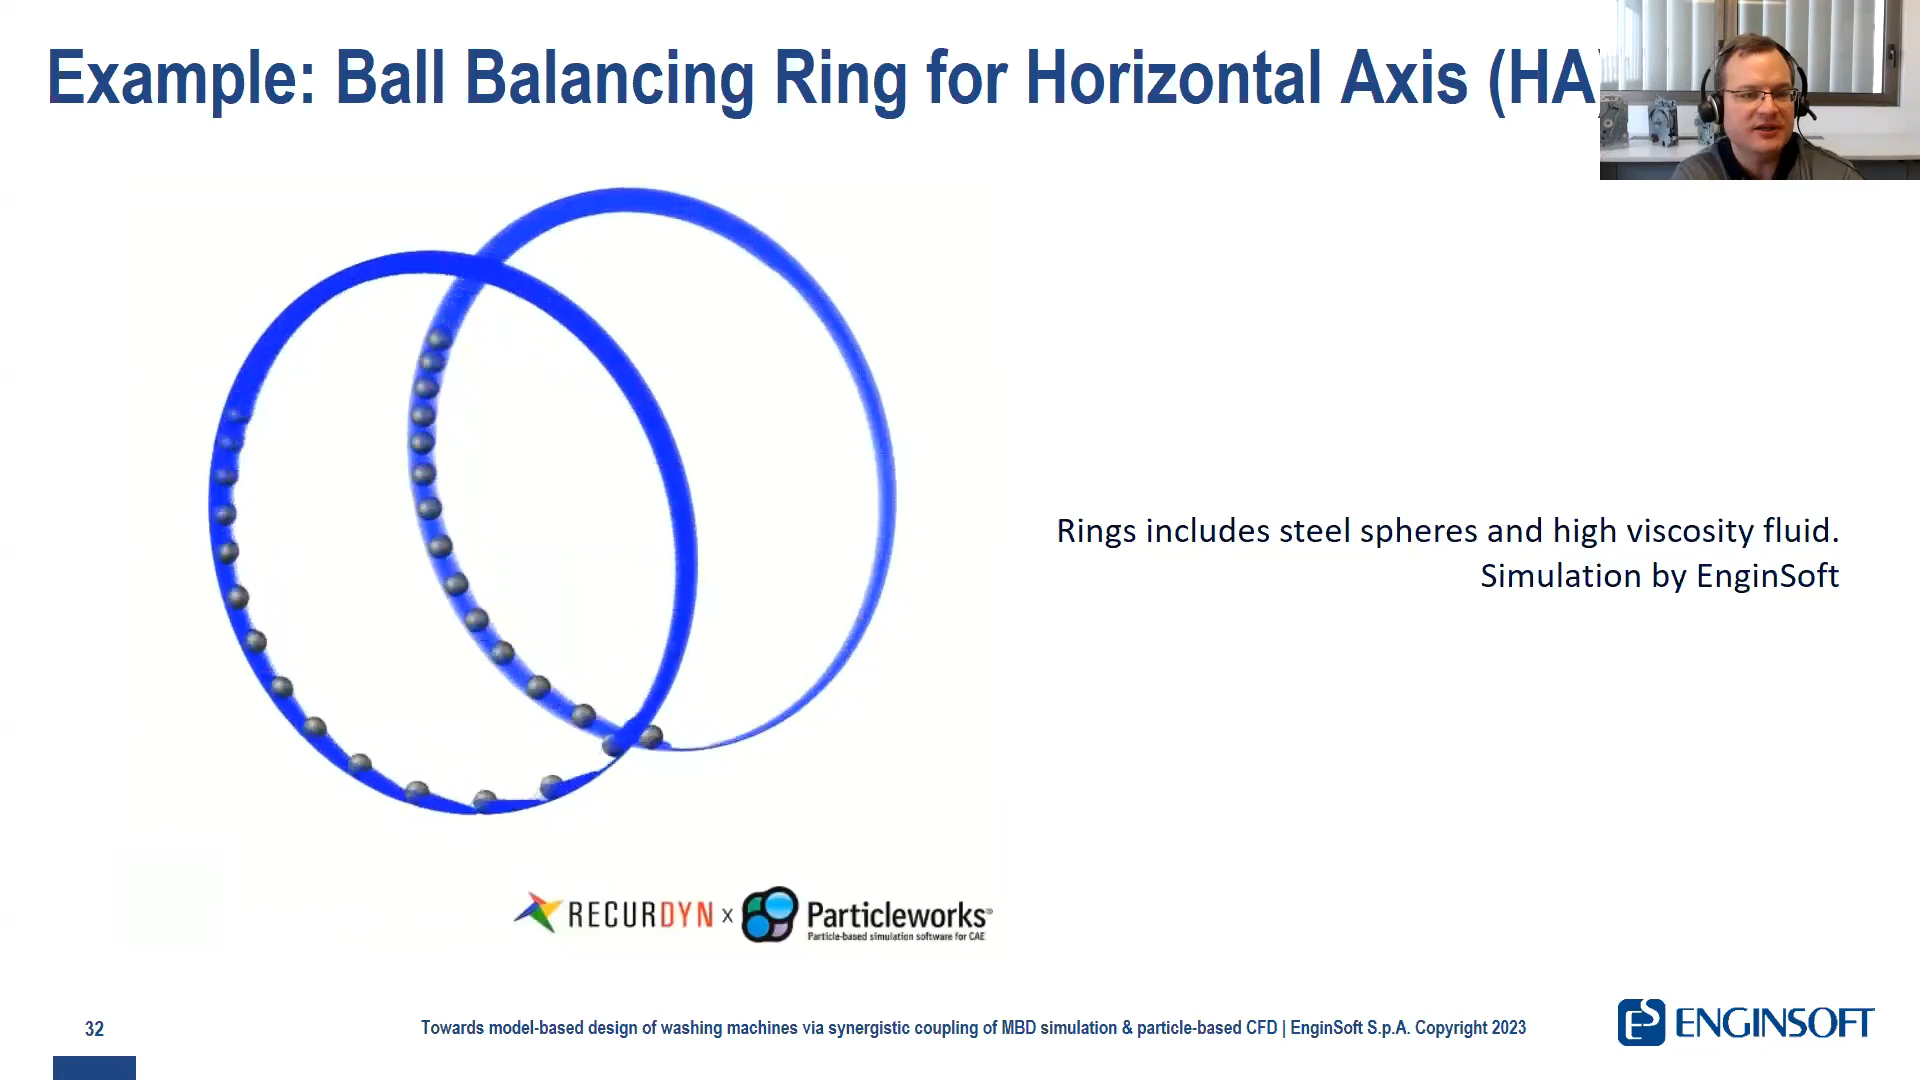 Example: Ball Balancing Ring for Horizontal Axis (HA)
Rings includes steel spheres and high viscosity fluid.
Simulation by EnginSoft
RECURDYN x Particleworks®
Particle-based simulation software for CAE
32
Towards model-based design of washing machines via synergistic coupling of MBD simulation & particle-based CFD | EnginSoft S.p.A. Copyright 2023
ES ENGINSOFT